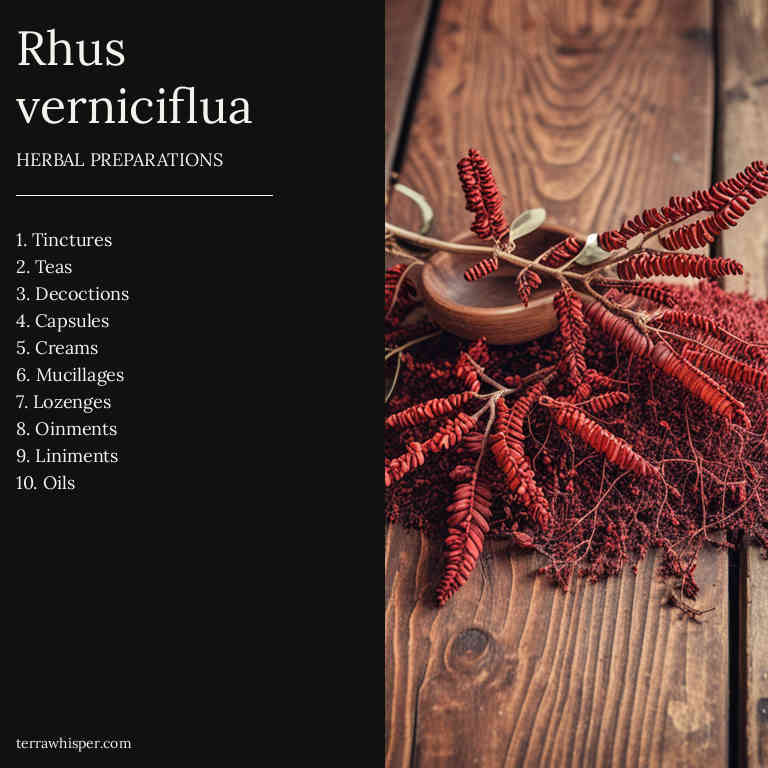 Rhus
verniciflua
HERBAL PREPARATIONS
1. Tinctures
2. Teas
3. Decoctions
4. Capsules
5. Creams
6. Mucillages
7. Lozenges
8. Oinments
9. Liniments
10. Oils
terrawhisper.com